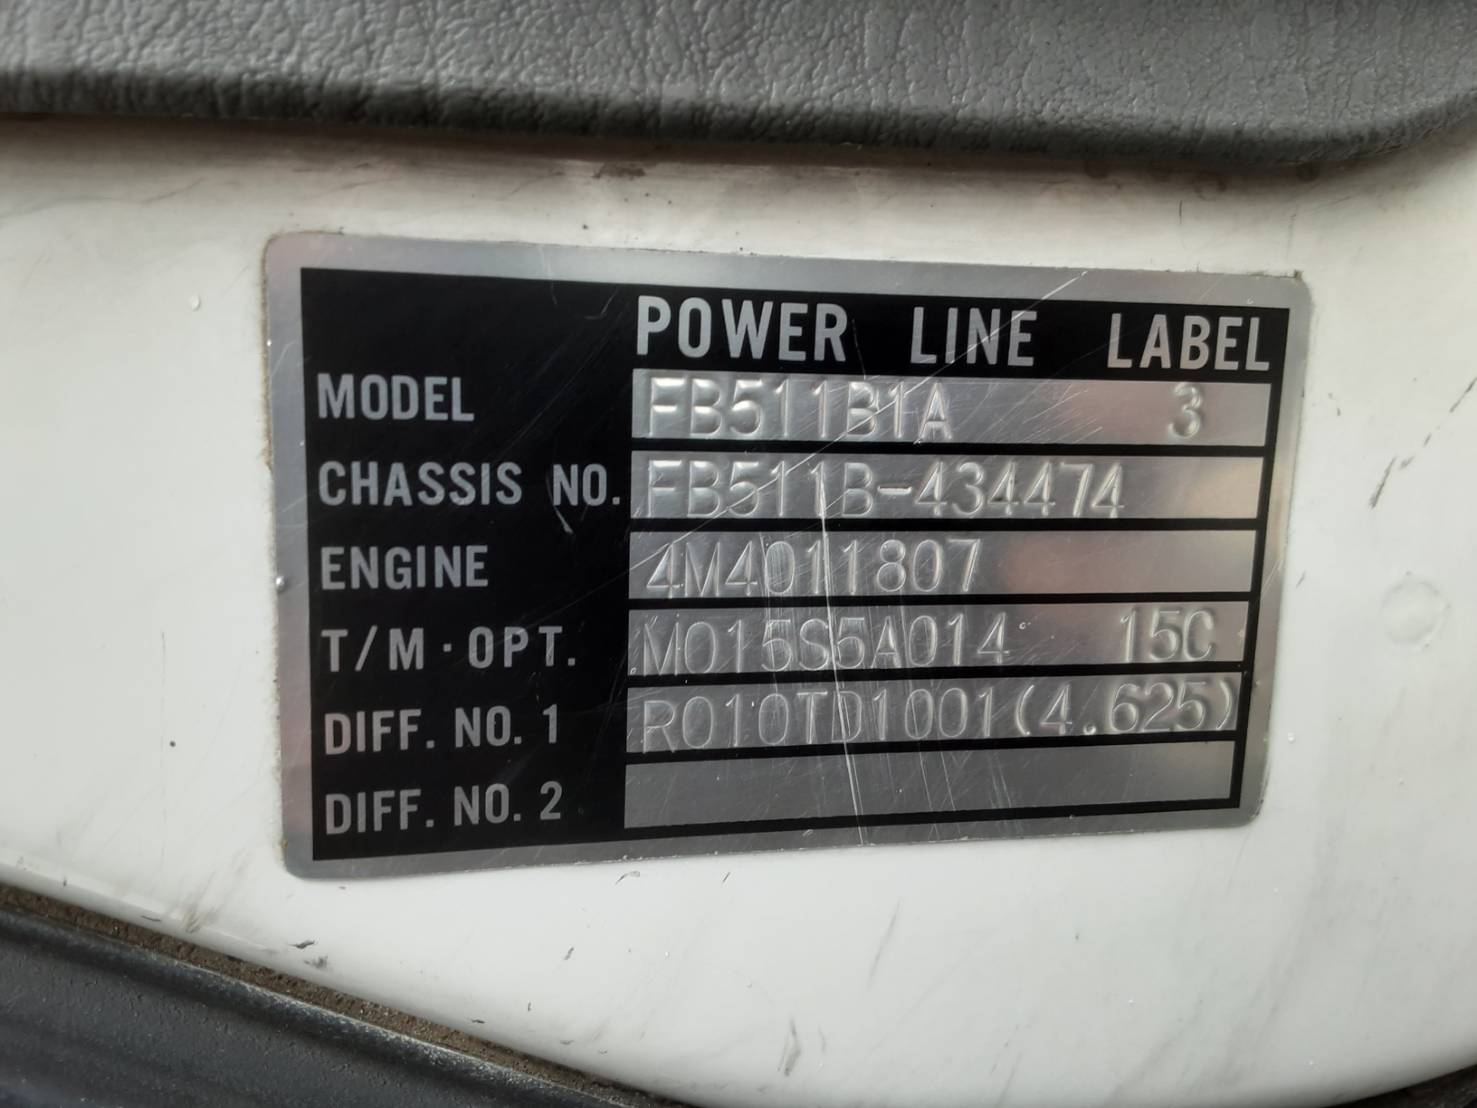 POWER LINE LABEL
MODEL FB511B1A 3
CHASSIS NO. FB511B-434474
ENGINE 4M4011807
T/M·OPT. M015S5A014 15C
DIFF. NO. 1 R010TD1001(4.625)
DIFF. NO. 2